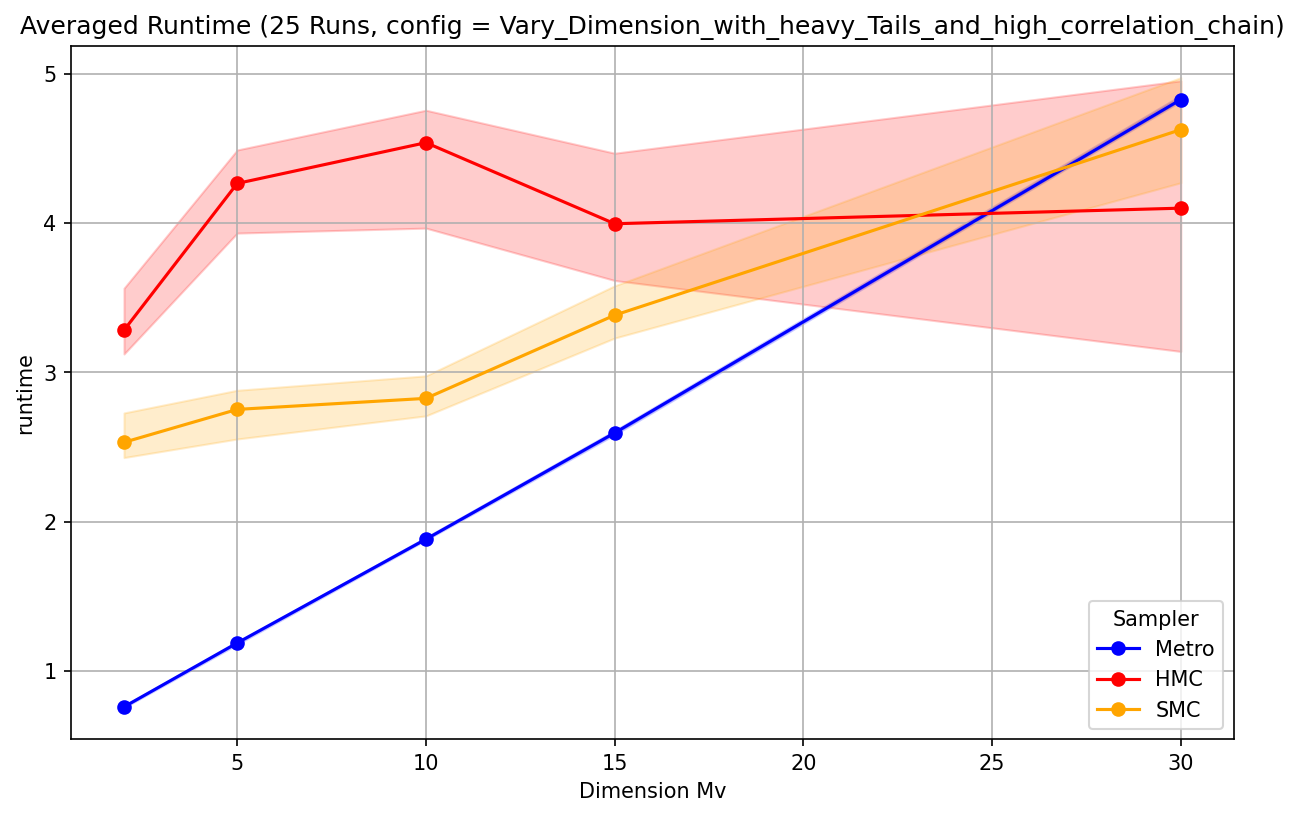 Averaged Runtime (25 Runs, config = Vary_Dimension_with_heavy_Tails_and_high_correlation_chain)
runtime
5
4
3
2
1
5
10
15
20
25
30
Dimension Mv
Sampler
Metro
HMC
SMC